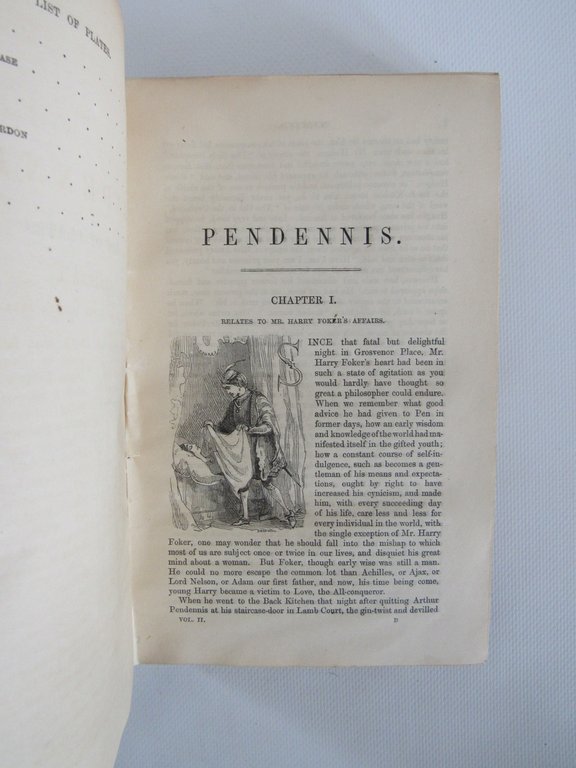 LIST OF PLATES.
PENDENNIS.
CHAPTER I.
RELATES TO MR. HARRY FOKER'S AFFAIRS.
SINCE that fatal but delightful
night in Grosvenor Place, Mr.
Harry Foker's heart had been in
such a state of agitation as you
would hardly have thought so
great a philosopher could endure.
When we remember what good
advice he had given to Pen in
former days, how an early wisdom
and knowledge of the world had ma-
nifested itself in the gifted youth;
how a constant course of self-in-
dulgence, such as becomes a gen-
tleman of his means and expecta-
tions, ought by right to have
increased his cynicism, and made
him, with every succeeding day
of his life, care less and less for
every individual in the world, with
the single exception of Mr. Harry
Foker, one may wonder that he should fall into the mishap to which
most of us are subject once or twice in our lives, and disquiet his great
mind about a woman. But Foker, though early wise was still a man.
He could no more escape the common lot than Achilles, or Ajax, or
Lord Nelson, or Adam our first father, and now, his time being come,
young Harry became a victim to Love, the All-conqueror.
When he went to the Back Kitchen that night after quitting Arthur
Pendennis at his staircase-door in Lamb Court, the gin-twist and devilled
VOL. II. B